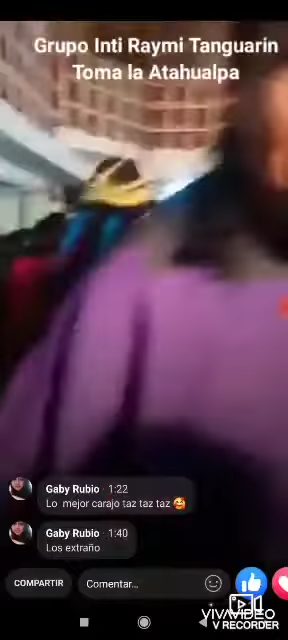 Grupo Inti Raymi Tanguarin
Toma la Atahualpa
Gaby Rubio · 1:22
Lo mejor carajo taz taz taz 🥰
Gaby Rubio · 1:40
Los extraño
COMPARTIR
Comentar...
VIVAVIDEO
V RECORDER